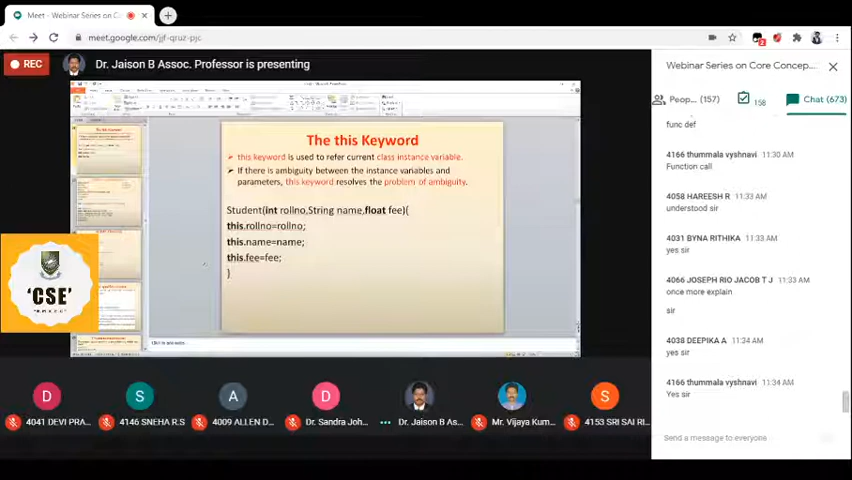 Meet - Webinar Series on C
meet.google.com/jjf-qruz-pjc
REC
Dr. Jaison B Assoc. Professor is presenting
The this Keyword
this keyword is used to refer current class instance variable.
If there is ambiguity between the instance variables and
parameters, this keyword resolves the problem of ambiguity.
Student(int rollno,String name,float fee){
this.rollno=rollno;
this.name=name;
this.fee=fee;
}
'CSE'
Click to add notes
D
S
A
D
S
4041 DEVI PRA...
4146 SNEHA R S
4009 ALLEN D...
Dr. Sandra Joh...
Dr. Jaison B As...
Mr. Vijaya Kum...
4153 SRI SAI RI...
Webinar Series on Core Concep...
Peop... (157)
158
Chat (673)
func def
4166 thummala vyshnavi 11:30 AM
Function call
4058 HAREESH R 11:33 AM
understood sir
4031 BYNA RITHIKA 11:33 AM
yes sir
4066 JOSEPH RIO JACOB T J 11:33 AM
once more explain
sir
4038 DEEPIKA A 11:34 AM
yes sir
4166 thummala vyshnavi 11:34 AM
Yes sir
Send a message to everyone